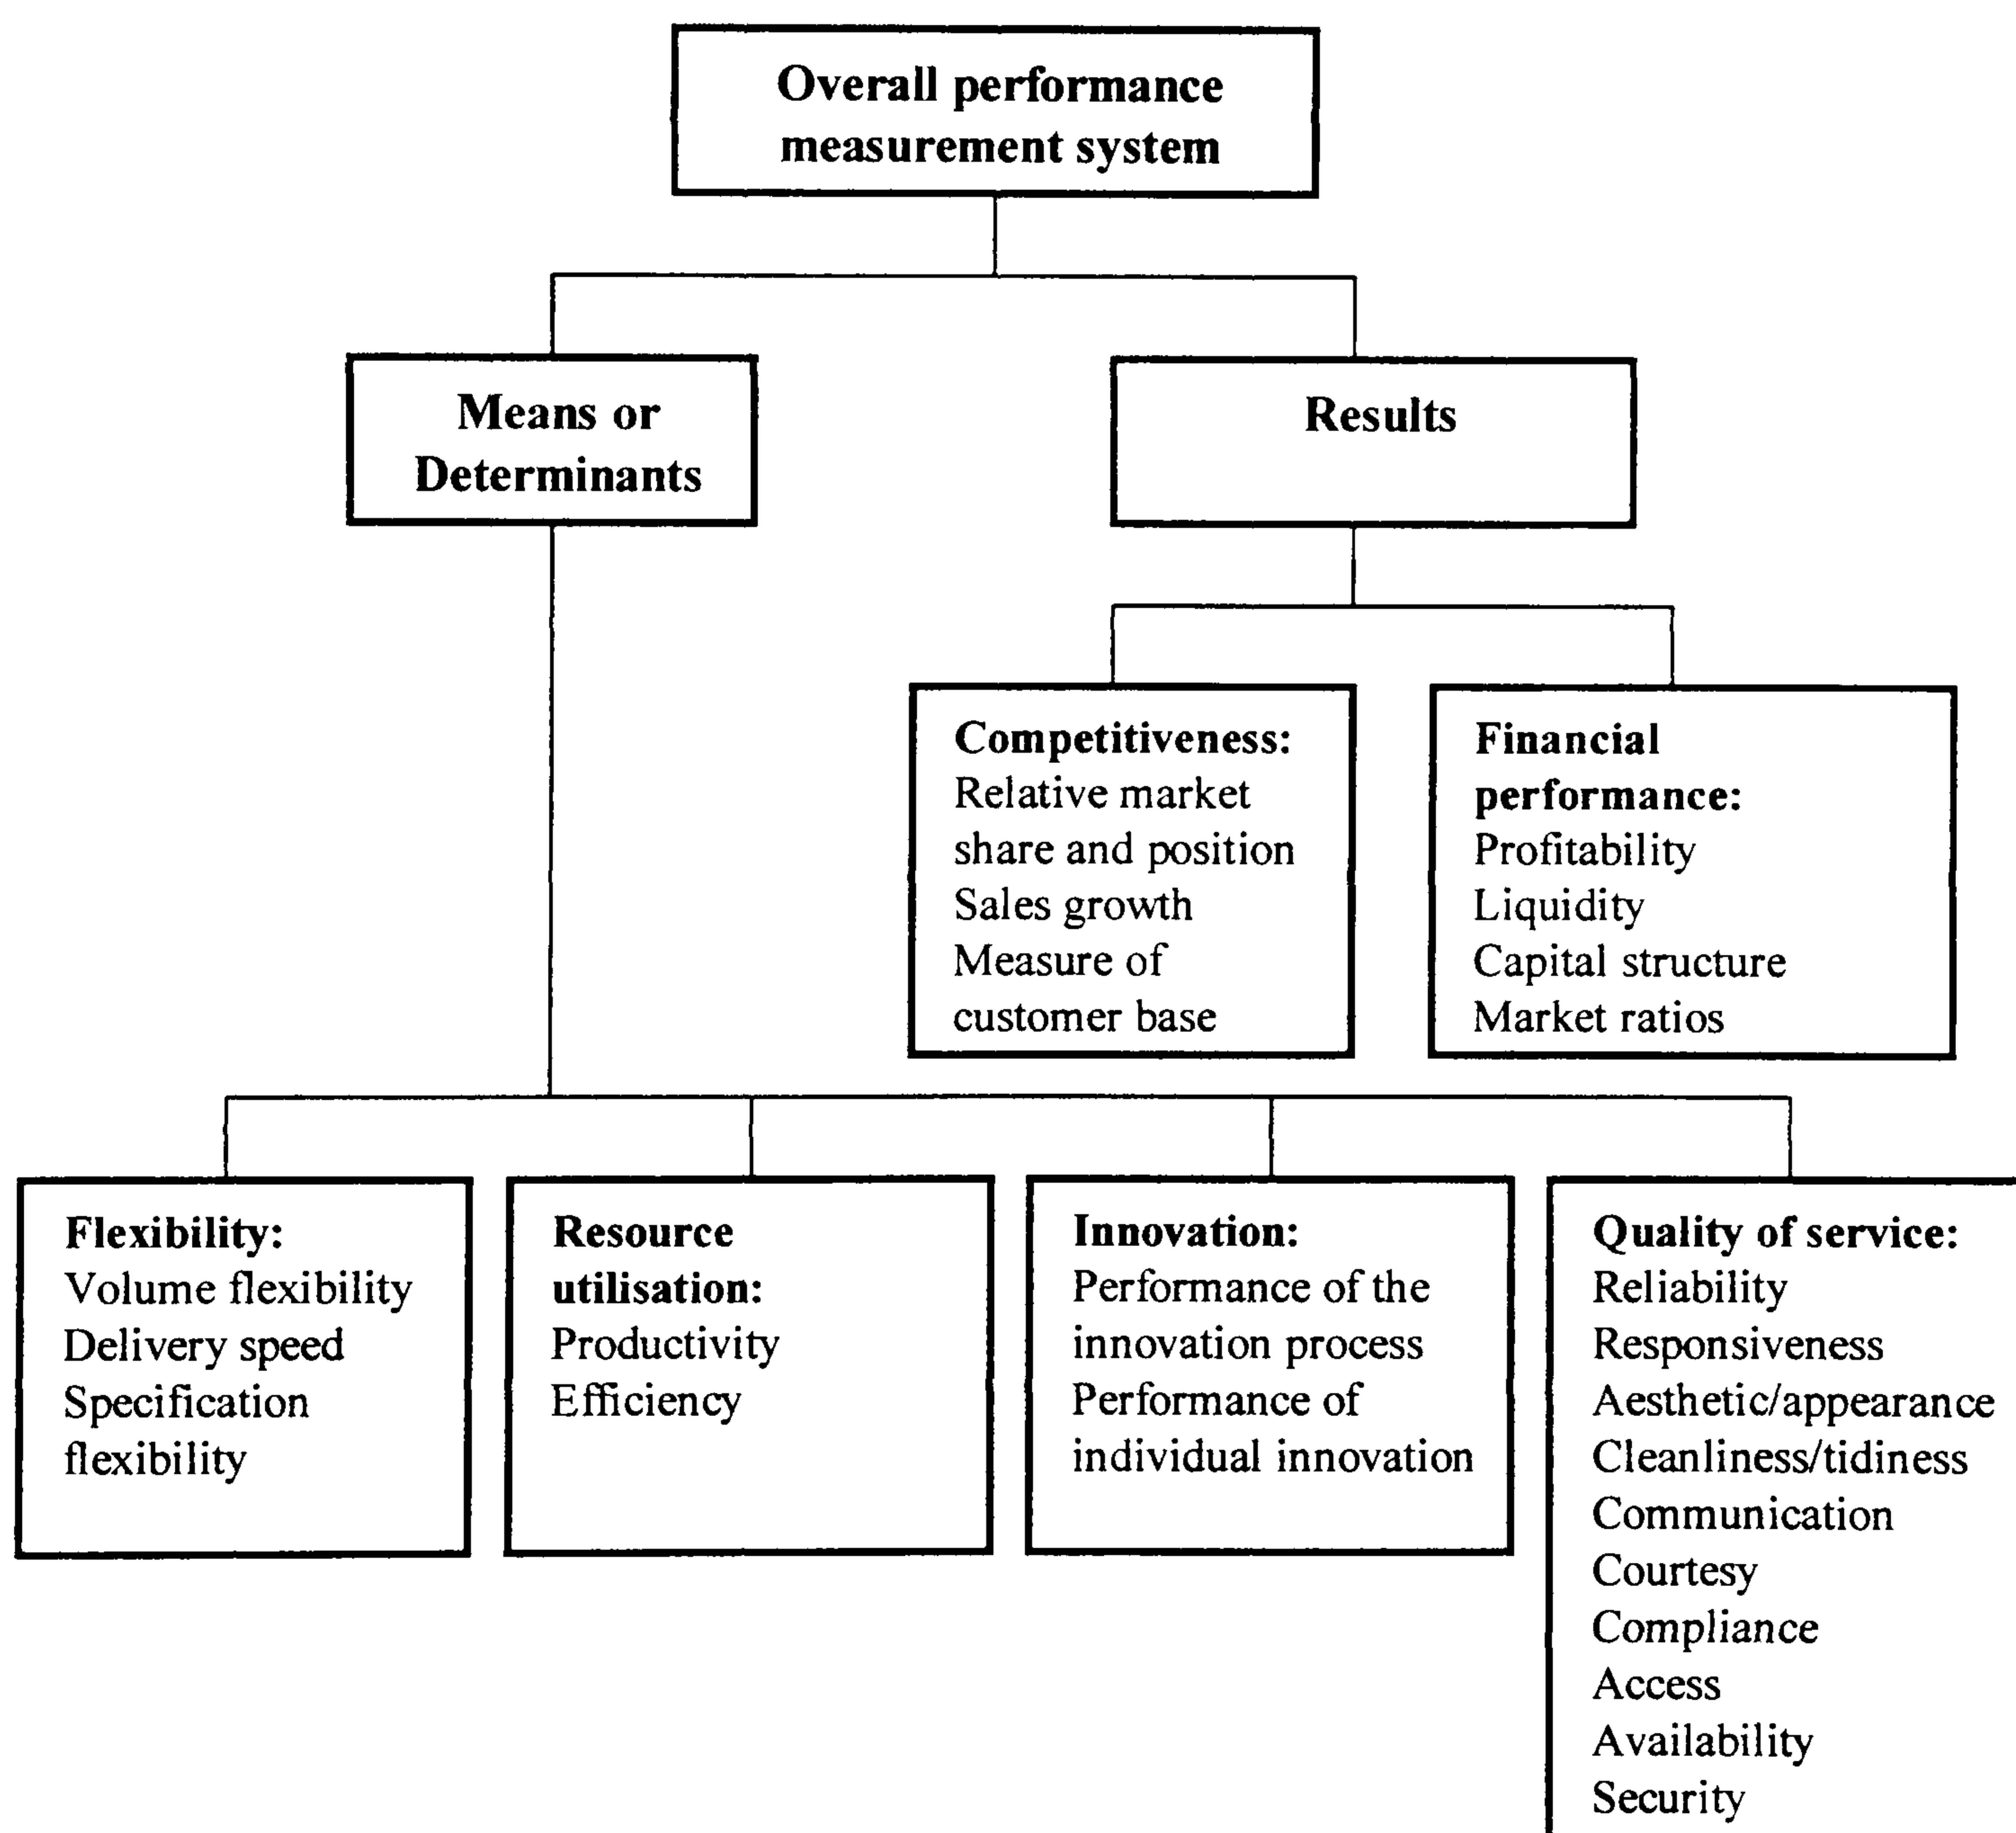 Overall performance
measurement system
Means or
Determinants
Results
Competitiveness:
Relative market
share and position
Sales growth
Measure of
customer base
Financial
performance:
Profitability
Liquidity
Capital structure
Market ratios
Flexibility:
Volume flexibility
Delivery speed
Specification
flexibility
Resource
utilisation:
Productivity
Efficiency
Innovation:
Performance of the
innovation process
Performance of
individual innovation
Quality of service:
Reliability
Responsiveness
Aesthetic/appearance
Cleanliness/tidiness
Communication
Courtesy
Compliance
Access
Availability
Security